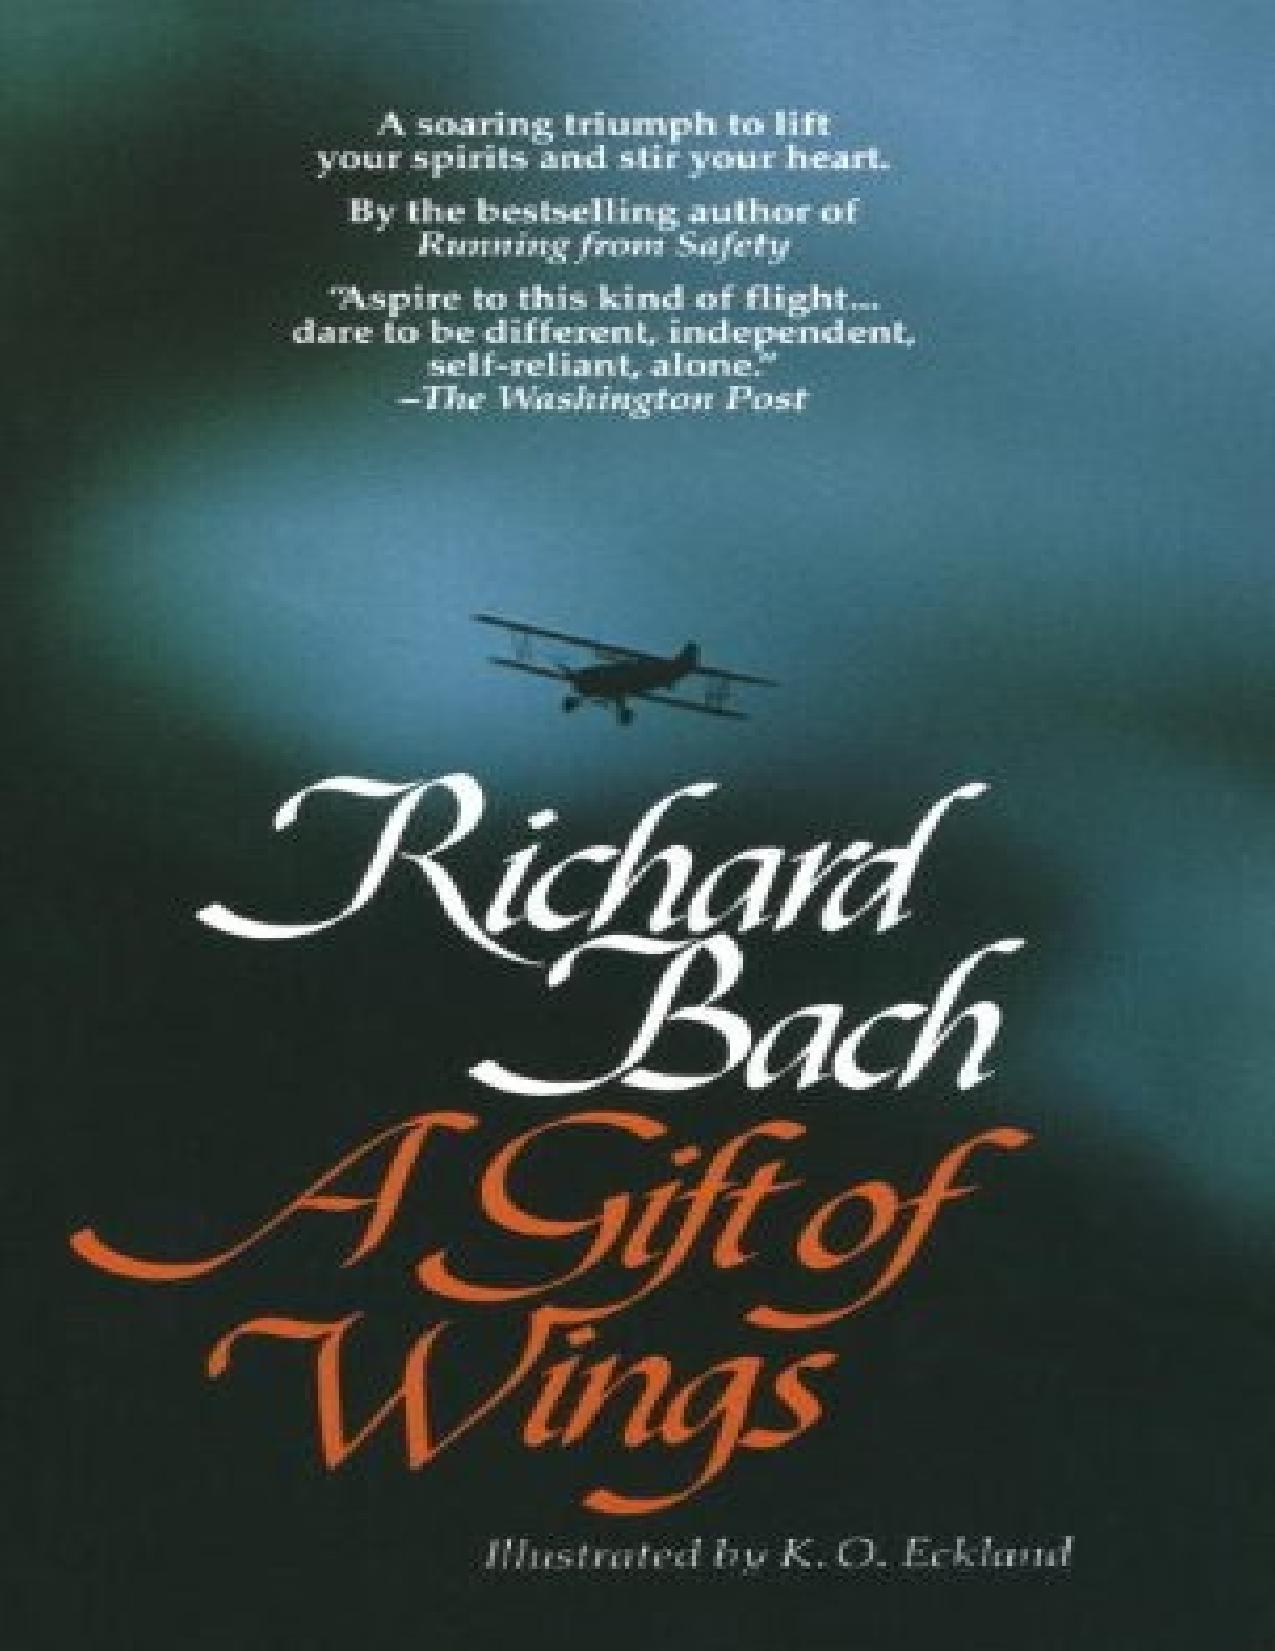 A soaring triumph to lift
your spirits and stir your heart.
By the bestselling author of
Running from Safety
"Aspire to this kind of flight...
dare to be different, independent,
self-reliant, alone."
–The Washington Post
Richard
Bach
A Gift of
Wings
Illustrated by K. O. Eckland